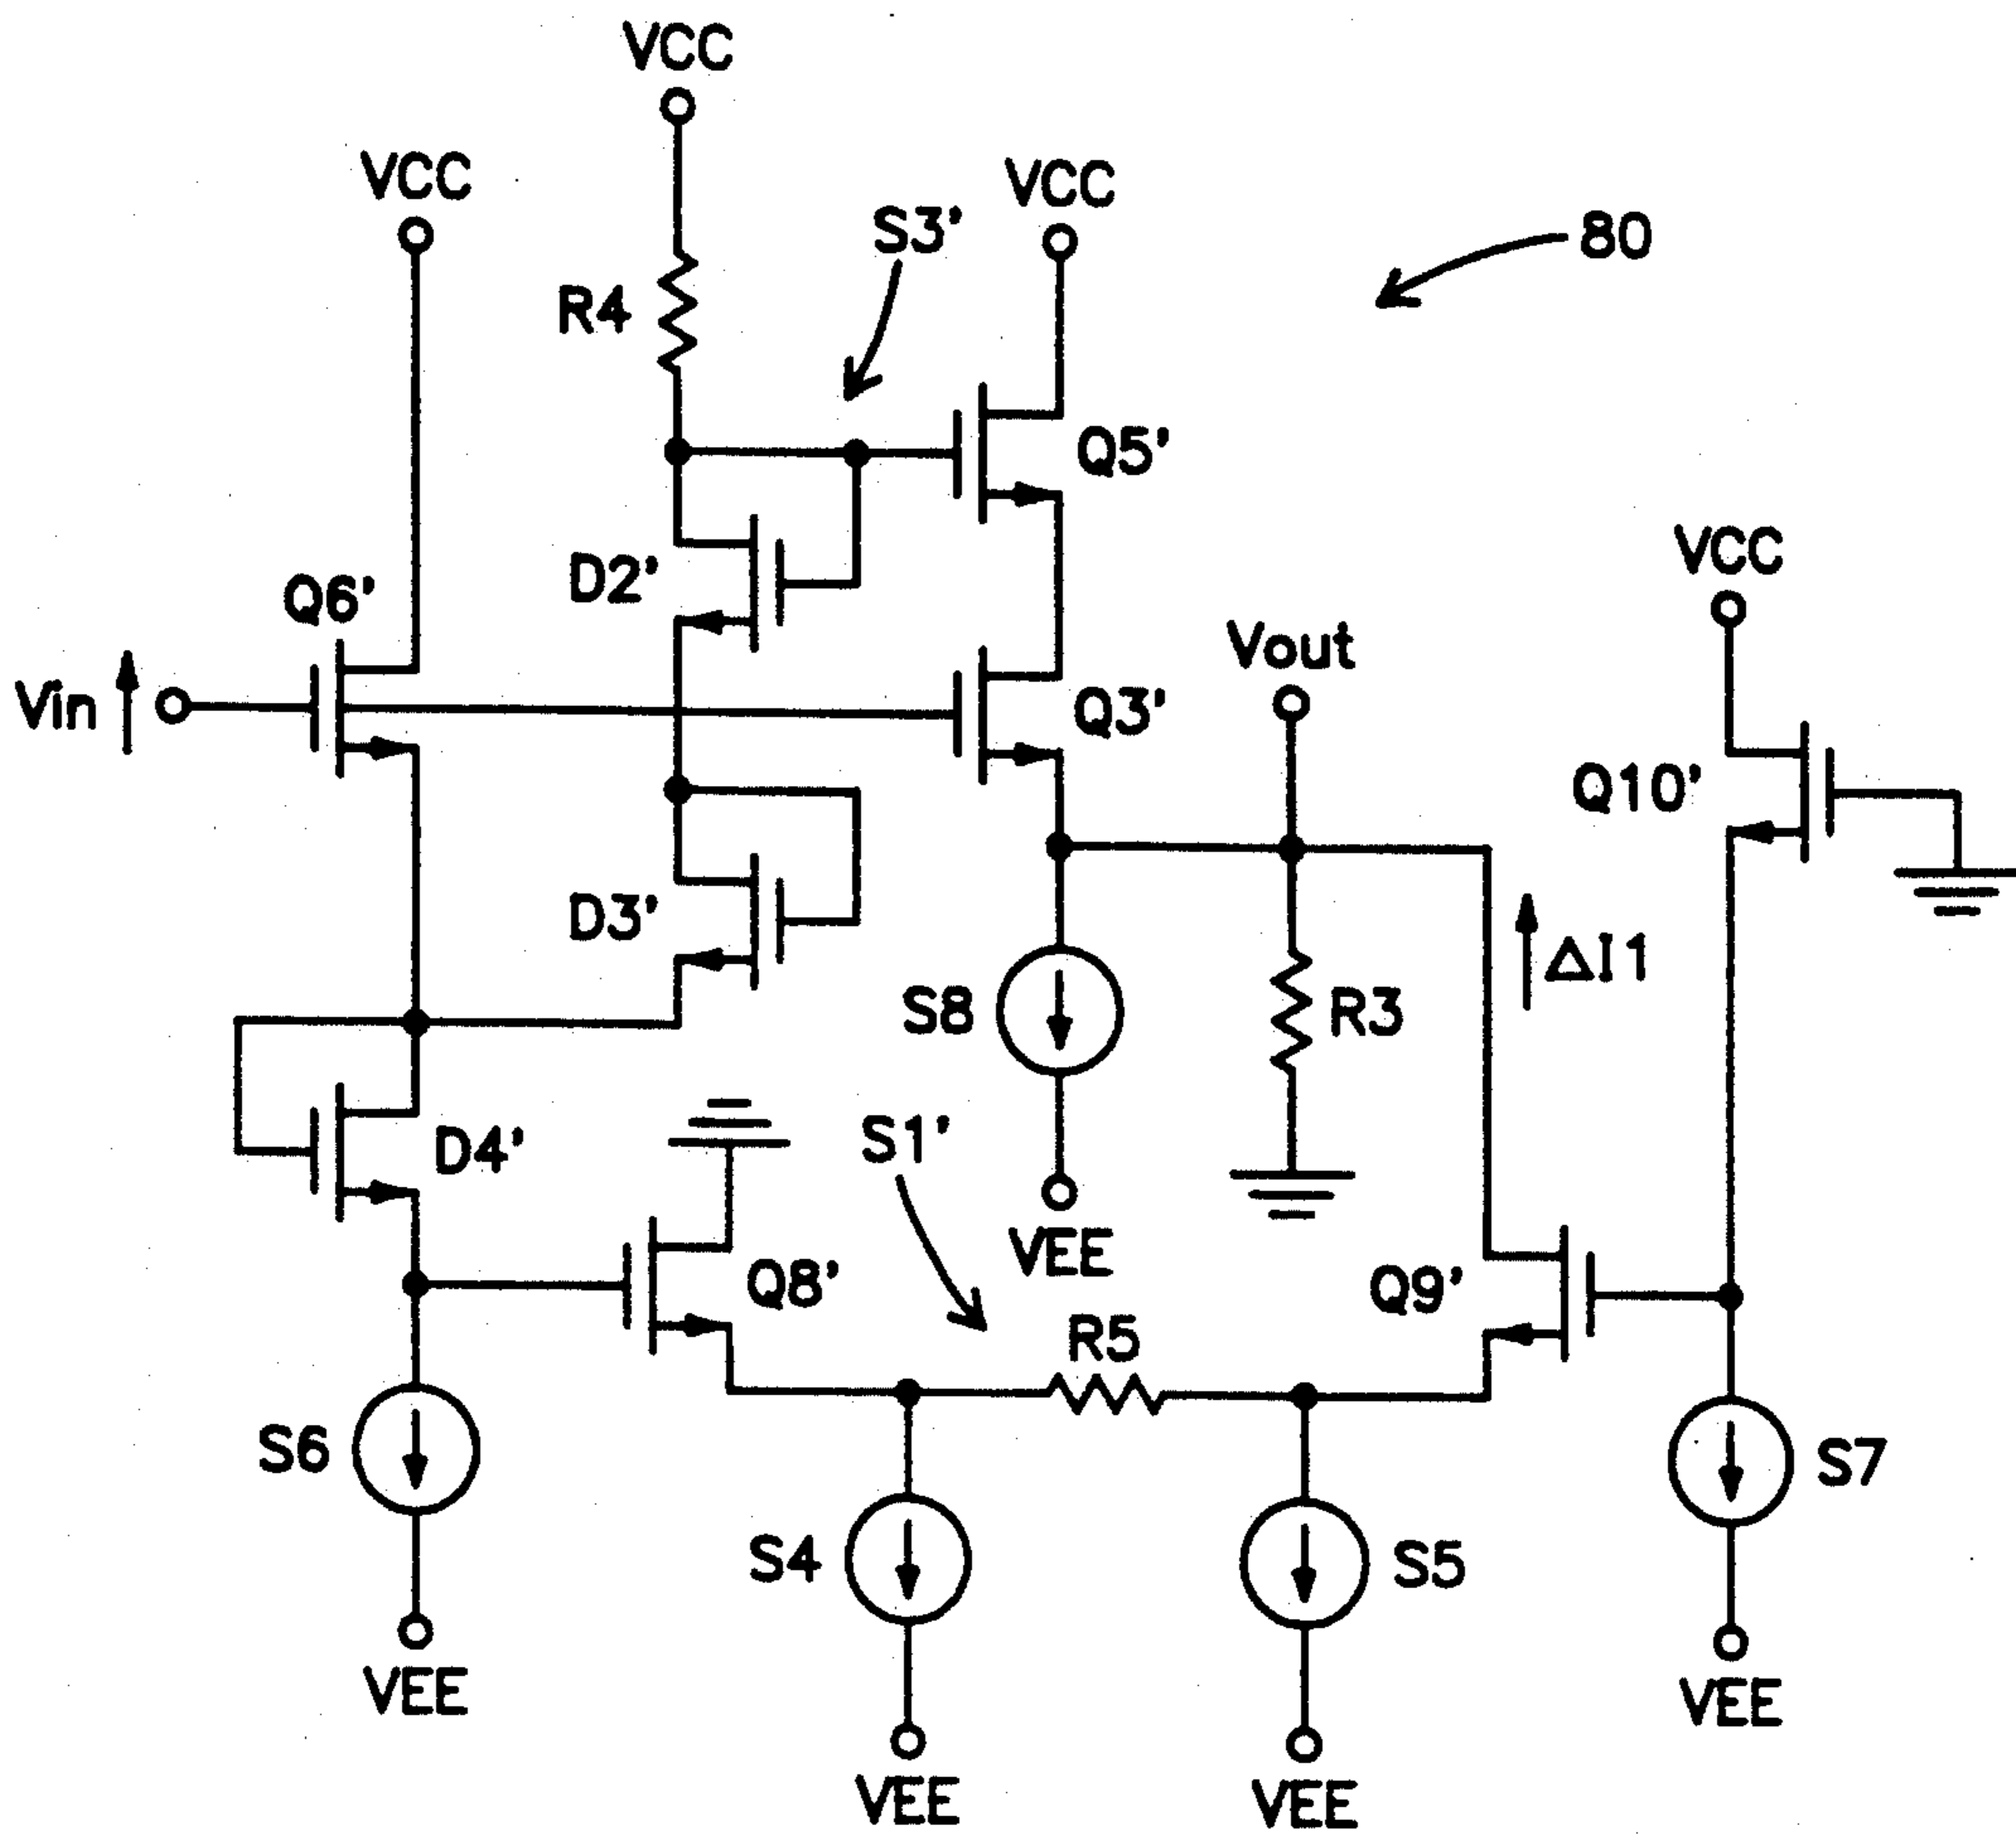 VCC
VCC
VCC
S3'
80
R4
Q5'
VCC
D2'
Q6'
Vout
Vin
Q3'
Q10'
D3'
ΔI1
S8
R3
D4'
S1'
VEE
Q8'
Q9'
R5
S6
S7
S4
S5
VEE
VEE
VEE
VEE